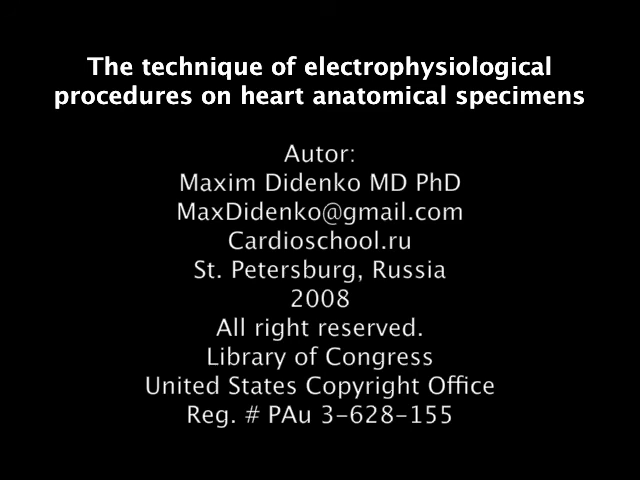 The technique of electrophysiological
procedures on heart anatomical specimens
Autor:
Maxim Didenko MD PhD
MaxDidenko@gmail.com
Cardioschool.ru
St. Petersburg, Russia
2008
All right reserved.
Library of Congress
United States Copyright Office
Reg. # PAu 3-628-155